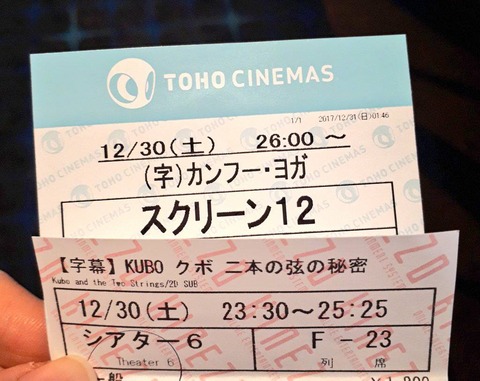 TOHO CINEMAS
1/1 2017/12/31(日)01:46
12/30(土) 26:00～
(字)カンフー・ヨガ
スクリーン12
【字幕】KUBO クボ 二本の弦の秘密
Kubo and the Two Strings/2D SUB
12/30(土) 23:30～25:25
シアター6 F-23
Theater 6 列 席